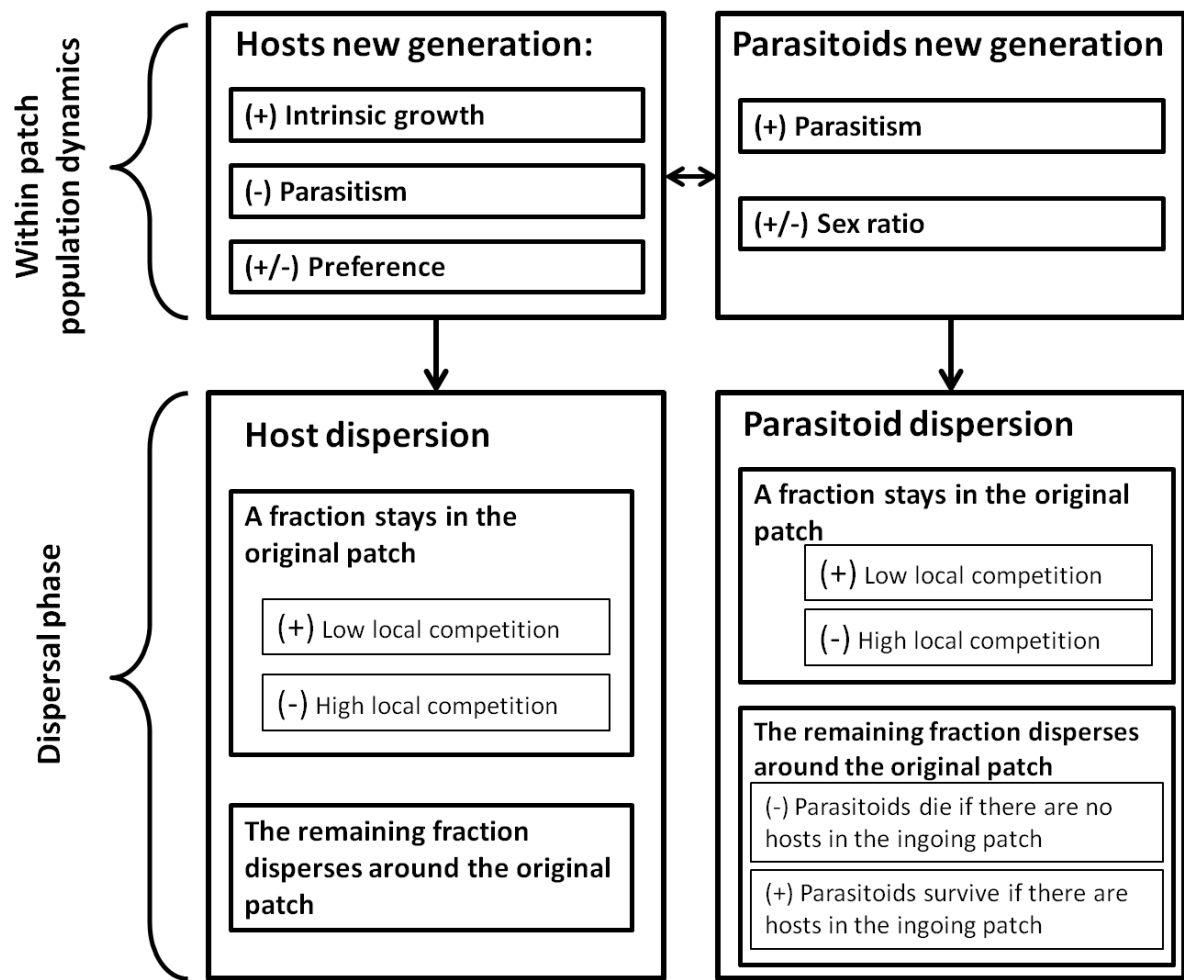 Within patch
population dynamics
Hosts new generation:
(+) Intrinsic growth
(-) Parasitism
(+/-) Preference
Parasitoids new generation
(+) Parasitism
(+/-) Sex ratio
Dispersal phase
Host dispersion
A fraction stays in the
original patch
(+) Low local competition
(-) High local competition
The remaining fraction
disperses around the original
patch
Parasitoid dispersion
A fraction stays in the original
patch
(+) Low local competition
(-) High local competition
The remaining fraction disperses
around the original patch
(-) Parasitoids die if there are no
hosts in the ingoing patch
(+) Parasitoids survive if there are
hosts in the ingoing patch